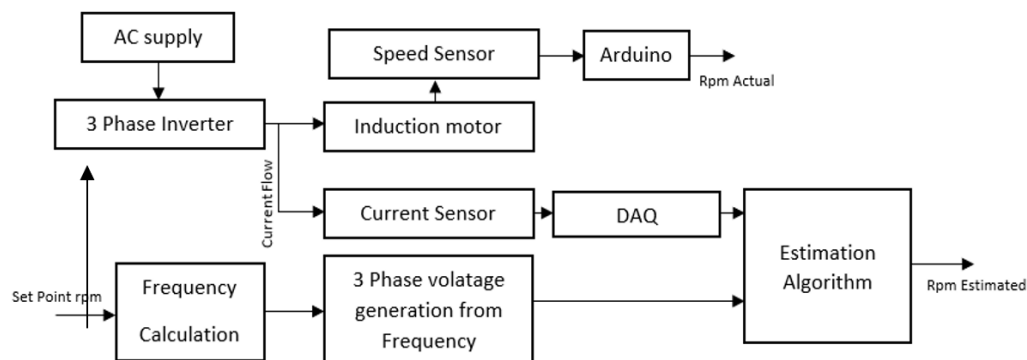 AC supply
Speed Sensor
Arduino
Rpm Actual
3 Phase Inverter
Induction motor
Current Flow
Current Sensor
DAQ
Estimation
Algorithm
Rpm Estimated
Set Point rpm
Frequency
Calculation
3 Phase volatage
generation from
Frequency